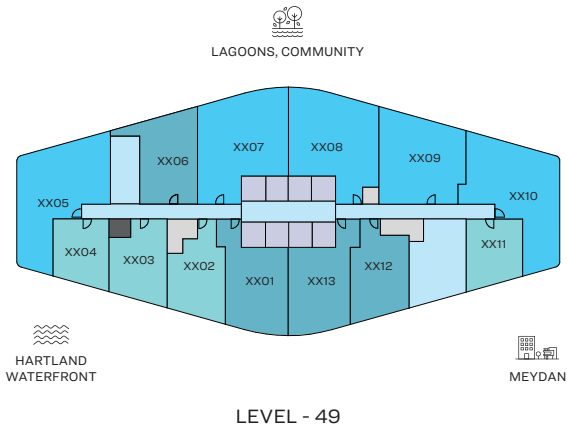 LAGOONS, COMMUNITY
XX07
XX08
XX06
XX09
XX05
XX10
XX04
XX03
XX02
XX01
XX13
XX12
XX11
HARTLAND
WATERFRONT
MEYDAN
LEVEL - 49